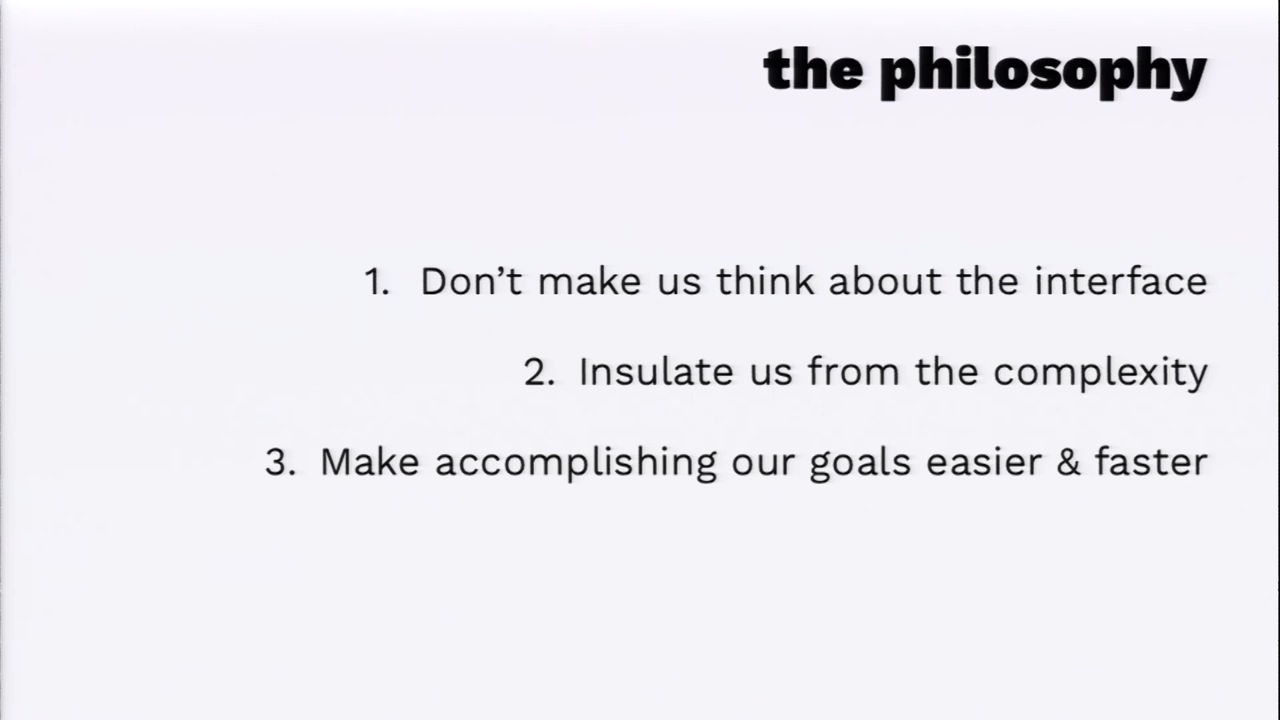 the philosophy
1. Don’t make us think about the interface
2. Insulate us from the complexity
3. Make accomplishing our goals easier & faster